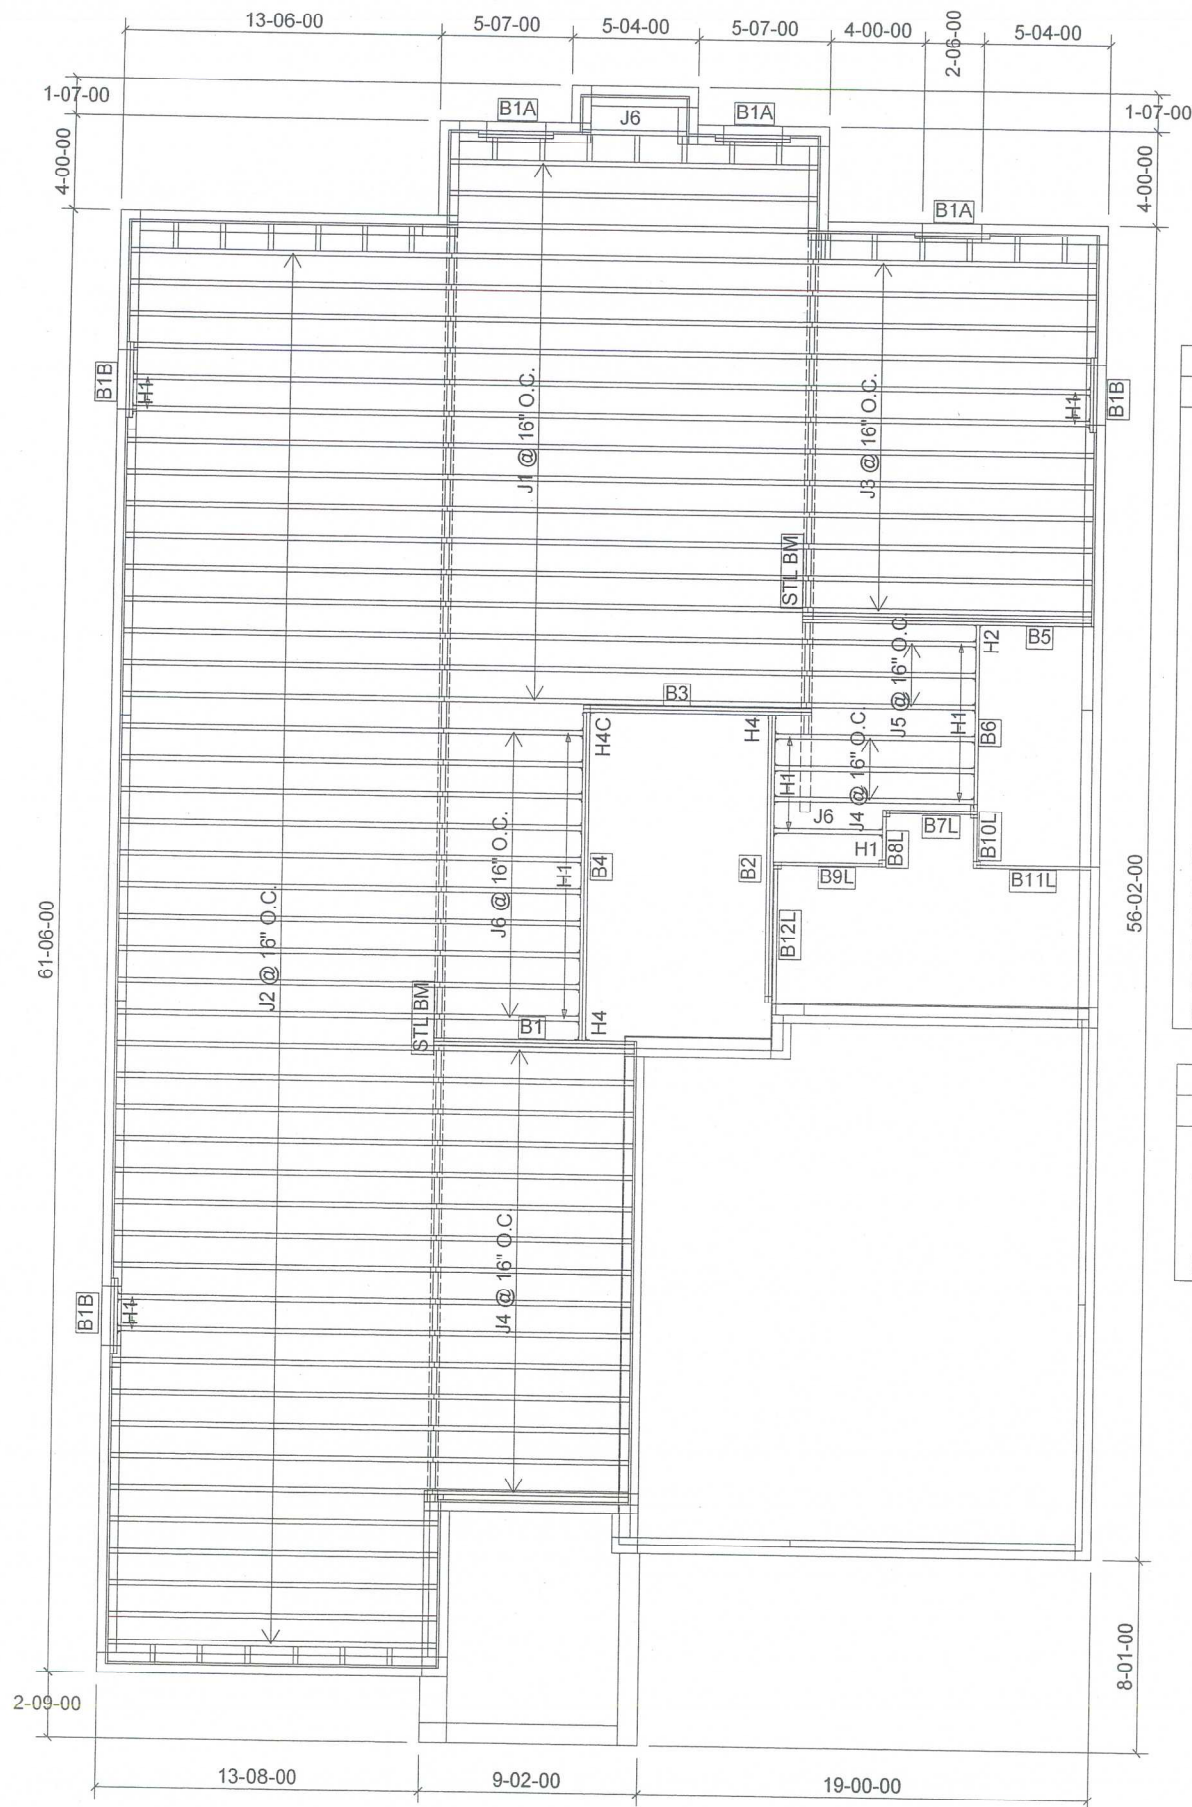 13-06-00
5-07-00
5-04-00
5-07-00
4-00-00
2-06-00
5-04-00
1-07-00
1-07-00
4-00-00
4-00-00
B1A
J6
B1A
B1A
B1B
H1
J1 @ 16" O.C.
J3 @ 16" O.C.
H1
B1B
STL BM
J5 @ 16" O.C.
H2
B5
B3
H4C
H4
H1
J4 @ 16" O.C.
H1
B6
J6
B7L
H1
B8L
B10L
B9L
B11L
J6 @ 16" O.C.
H1
B4
B2
B12L
61-06-00
J2 @ 16" O.C.
56-02-00
STL BM
B1
H4
J4 @ 16" O.C.
B1B
H1
2-09-00
8-01-00
13-08-00
9-02-00
19-00-00